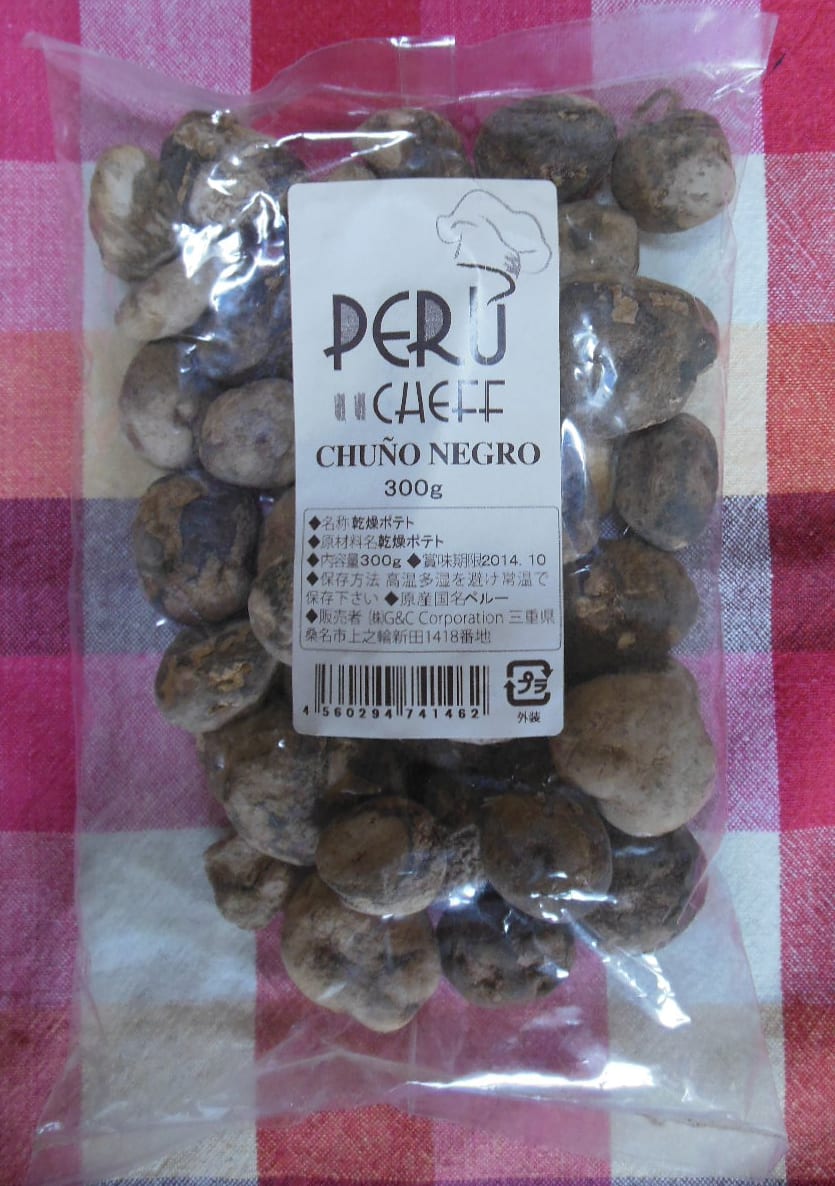 PERÚ
CHEFF
CHUÑO NEGRO
300g
◆名称 乾燥ポテト
◆原材料名 乾燥ポテト
◆内容量300g ◆賞味期限2014. 10
◆保存方法 高湿多湿を避け常温で
保存下さい ◆原産国名ペルー
◆販売者 ㈱G&C Corporation 三重県
桑名市上之輪新田1418番地
4 560294 741462
プラ
外装